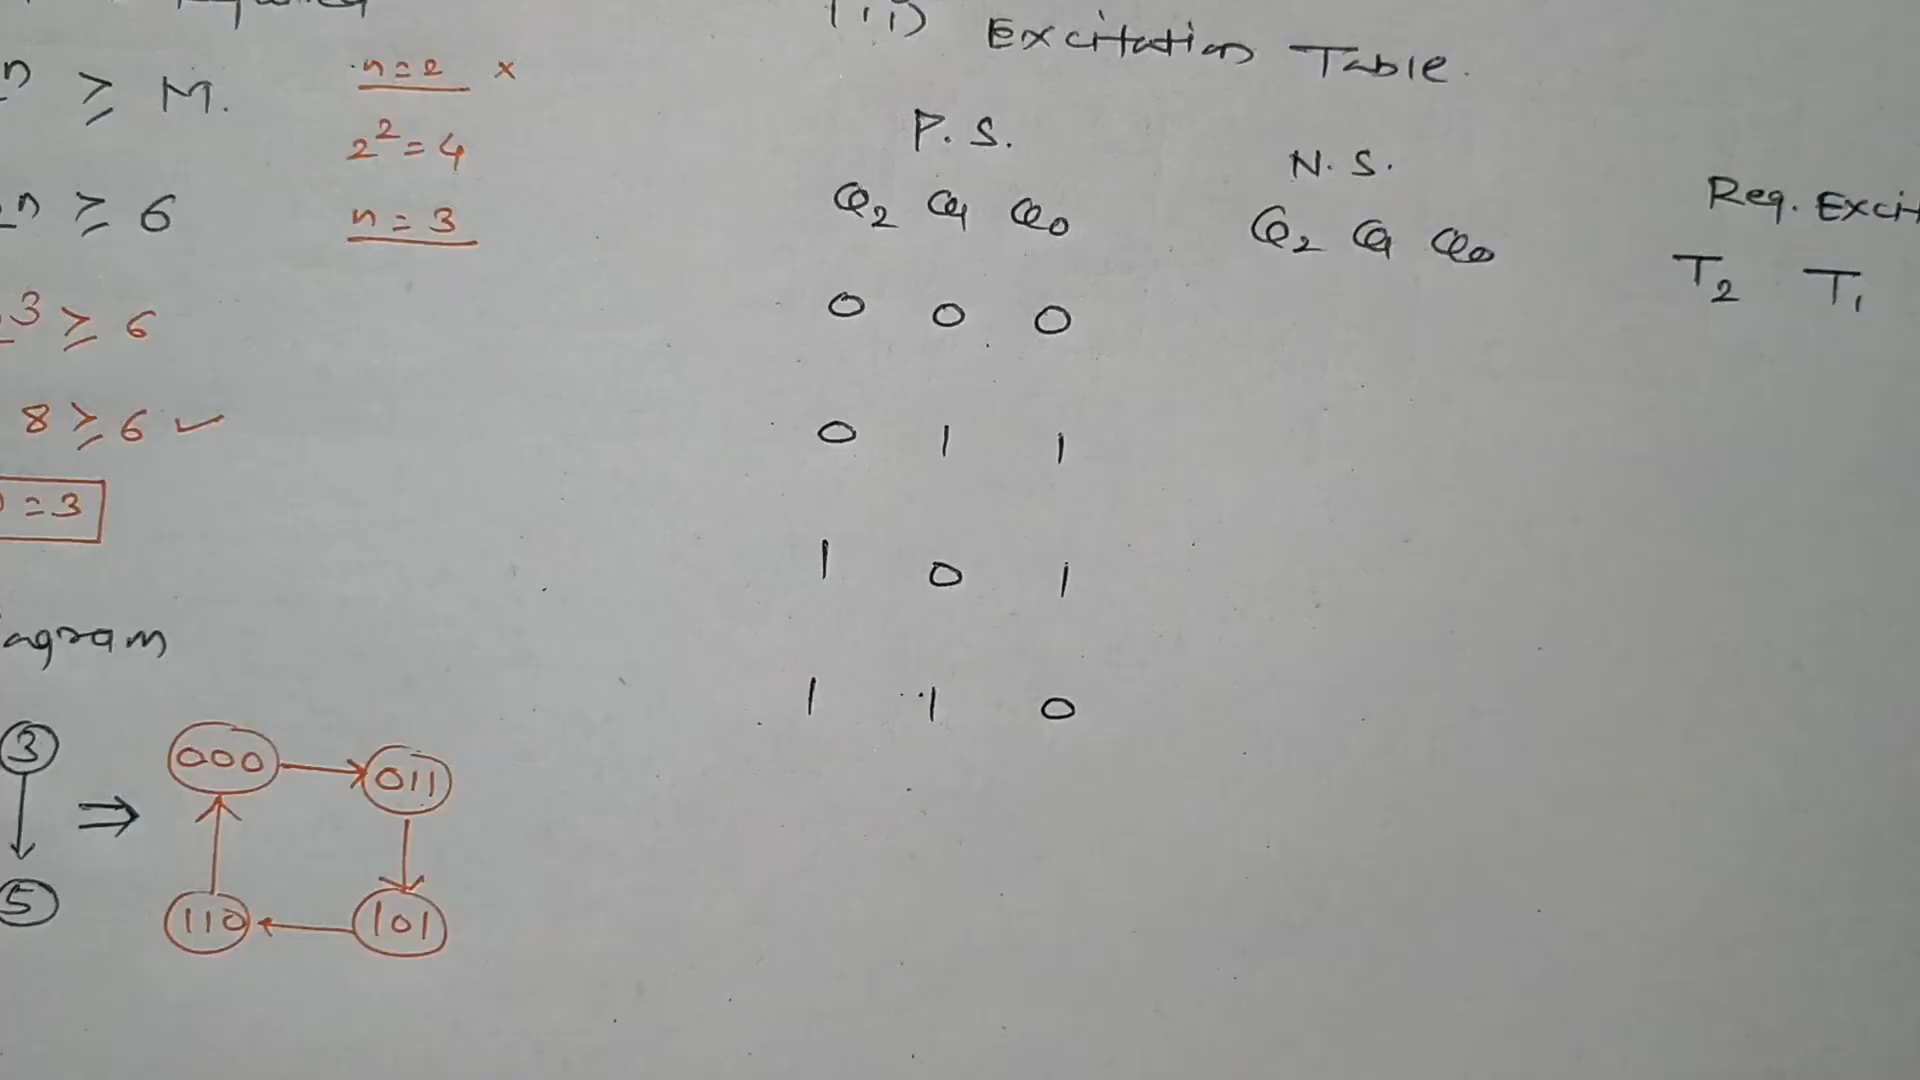 n ≥ M.
n ≥ 6
3 ≥ 6
8 ≥ 6 ✓
= 3
n = 2 ×
2² = 4
n = 3
agram
3
5
⇒
000 → 011
110 ← 101
(ii) Excitation Table.
P. S. N. S. Req. Excit
Q₂ Q₁ Q₀ Q₂ Q₁ Q₀ T₂ T₁
0 0 0
0 1 1
1 0 1
1 1 0